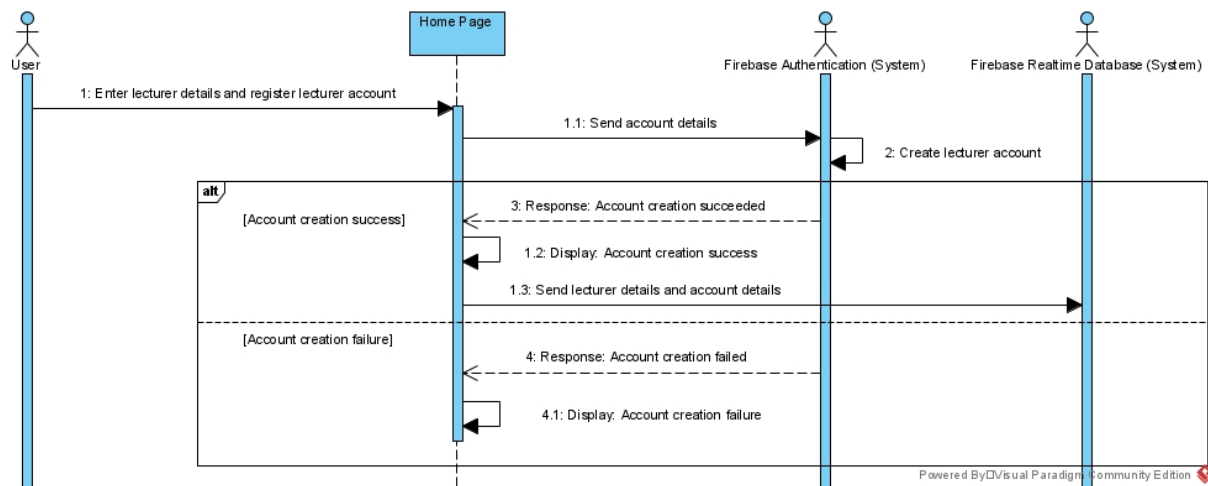 Home Page
User
Firebase Authentication (System)
Firebase Realtime Database (System)
1: Enter lecturer details and register lecturer account
1.1: Send account details
2: Create lecturer account
alt
[Account creation success]
3: Response: Account creation succeeded
1.2: Display: Account creation success
1.3: Send lecturer details and account details
[Account creation failure]
4: Response: Account creation failed
4.1: Display: Account creation failure
Powered By□Visual Paradigm Community Edition